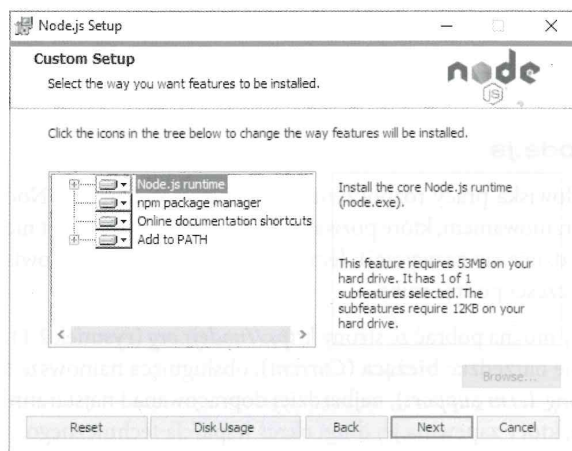 Node.js Setup
Custom Setup
Select the way you want features to be installed.
node
JS
Click the icons in the tree below to change the way features will be installed.
Node.js runtime
npm package manager
Online documentation shortcuts
Add to PATH
Install the core Node.js runtime
(node.exe).
This feature requires 53MB on your
hard drive. It has 1 of 1
subfeatures selected. The
subfeatures require 12KB on your
hard drive.
Browse...
Reset Disk Usage Back Next Cancel